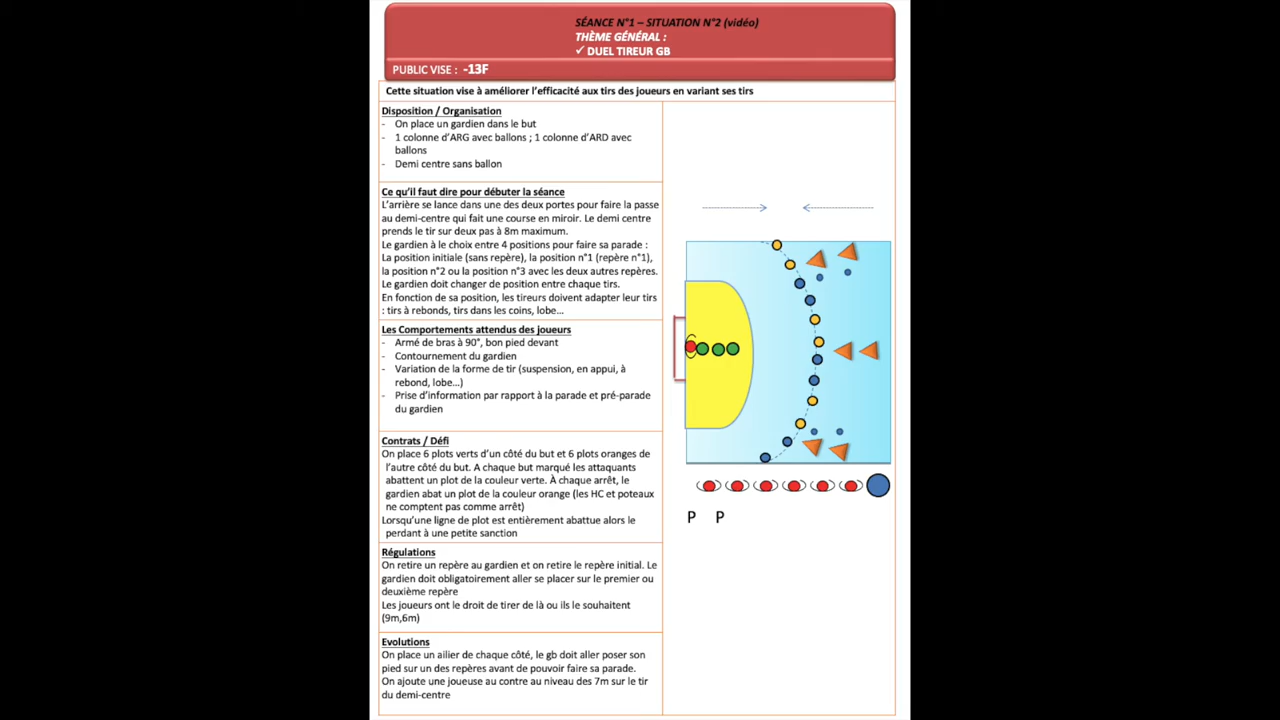 SÉANCE N°1 – SITUATION N°2 (vidéo)
THÈME GÉNÉRAL :
✓ DUEL TIREUR GB
PUBLIC VISE : -13F
Cette situation vise à améliorer l'efficacité aux tirs des joueurs en variant ses tirs
Disposition / Organisation
- On place un gardien dans le but
- 1 colonne d'ARG avec ballons ; 1 colonne d'ARD avec
ballons
- Demi centre sans ballon
Ce qu'il faut dire pour débuter la séance
L'arrière se lance dans une des deux portes pour faire la passe
au demi-centre qui fait une course en miroir. Le demi centre
prends le tir sur deux pas à 8m maximum.
Le gardien à le choix entre 4 positions pour faire sa parade :
La position initiale (sans repère), la position n°1 (repère n°1),
la position n°2 ou la position n°3 avec les deux autres repères.
Le gardien doit changer de position entre chaque tirs.
En fonction de sa position, les tireurs doivent adapter leur tirs
: tirs à rebonds, tirs dans les coins, lobe…
Les Comportements attendus des joueurs
- Armé de bras à 90°, bon pied devant
- Contournement du gardien
- Variation de la forme de tir (suspension, en appui, à
rebond, lobe…)
- Prise d'information par rapport à la parade et pré-parade
du gardien
Contrats / Défi
On place 6 plots verts d'un côté du but et 6 plots oranges de
l'autre côté du but. A chaque but marqué les attaquants
abattent un plot de la couleur verte. À chaque arrêt, le
gardien abat un plot de la couleur orange (les HC et poteaux
ne comptent pas comme arrêt)
Lorsqu'une ligne de plot est entièrement abattue alors le
perdant à une petite sanction
Régulations
On retire un repère au gardien et on retire le repère initial. Le
gardien doit obligatoirement aller se placer sur le premier ou
deuxième repère
Les joueurs ont le droit de tirer de là ou ils le souhaitent
(9m,6m)
Evolutions
On place un ailier de chaque côté, le gb doit aller poser son
pied sur un des repères avant de pouvoir faire sa parade.
On ajoute une joueuse au contre au niveau des 7m sur le tir
du demi-centre
P P